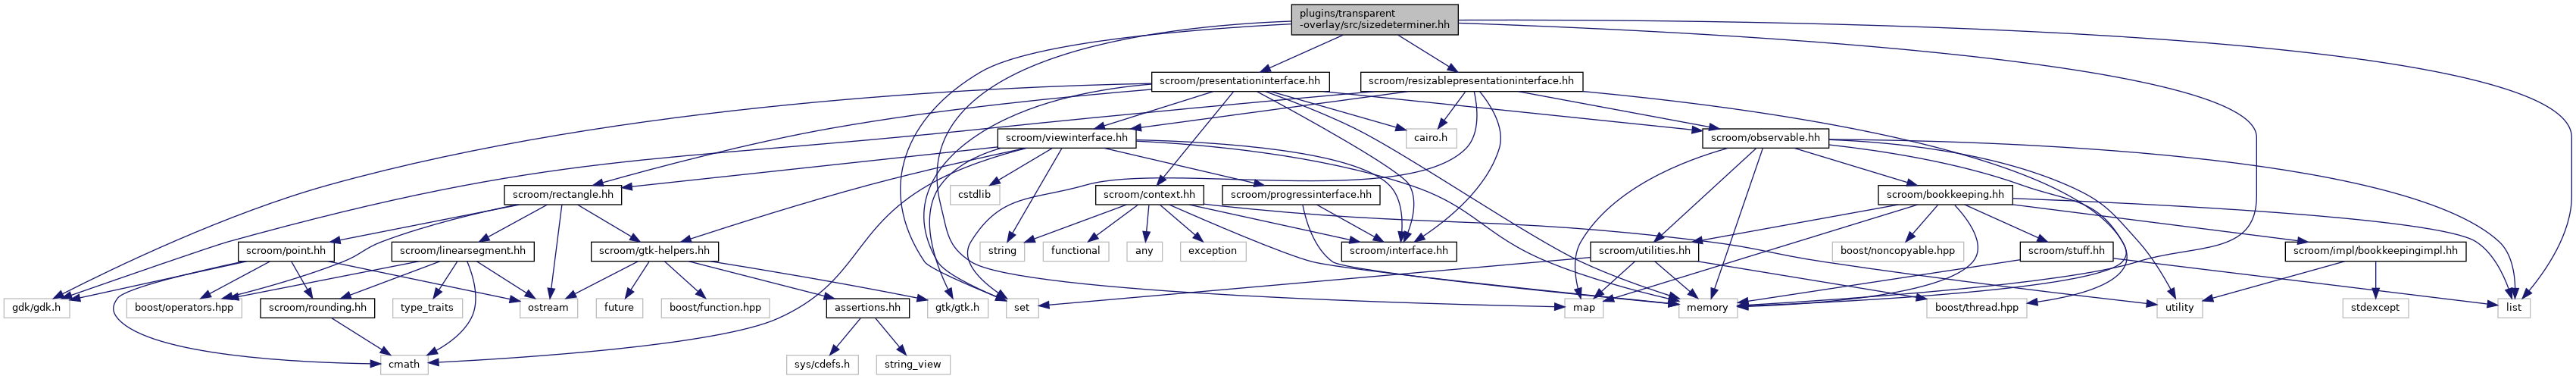 plugins/transparent
-overlay/src/sizedeterminer.hh
scroom/presentationinterface.hh
scroom/resizablepresentationinterface.hh
scroom/viewinterface.hh
cairo.h
scroom/observable.hh
scroom/rectangle.hh
cstdlib
scroom/context.hh
scroom/progressinterface.hh
scroom/bookkeeping.hh
scroom/point.hh
scroom/linearsegment.hh
scroom/gtk-helpers.hh
string
functional
any
exception
scroom/interface.hh
scroom/utilities.hh
boost/noncopyable.hpp
scroom/stuff.hh
scroom/impl/bookkeepingimpl.hh
gdk/gdk.h
boost/operators.hpp
scroom/rounding.hh
type_traits
ostream
future
boost/function.hpp
assertions.hh
gtk/gtk.h
set
map
memory
boost/thread.hpp
utility
stdexcept
list
cmath
sys/cdefs.h
string_view